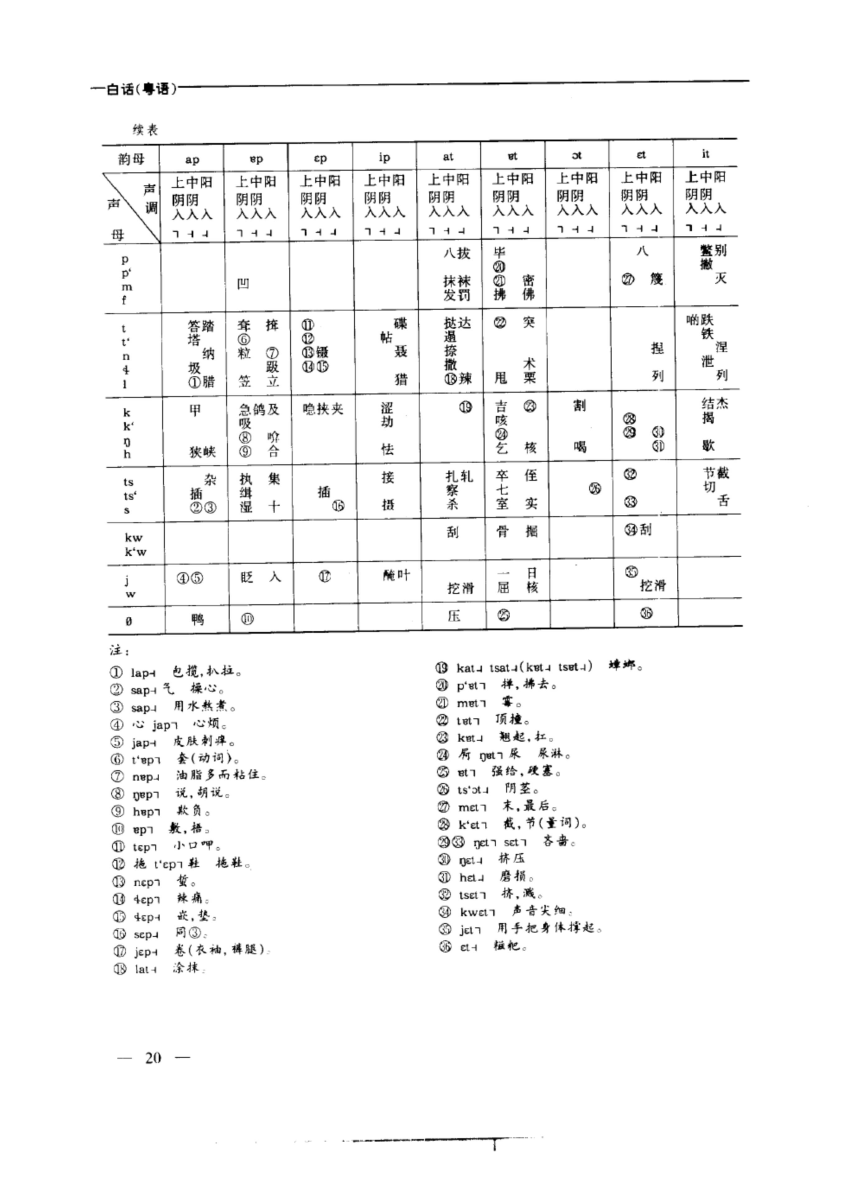 白话(粤语)
续表
韵母 ap ɐp ɛp ip at ɐt ɔt ɛt it
声调 上中阳 上中阳 上中阳 上中阳 上中阳 上中阳 上中阳 上中阳 上中阳
阴阴 阴阴 阴阴 阴阴 阴阴 阴阴 阴阴 阴阴 阴阴
声母 入入入 入入入 入入入 入入入 入入入 入入入 入入入 入入入 入入入
˥ ˧ ˨ ˥ ˧ ˨ ˥ ˧ ˨ ˥ ˧ ˨ ˥ ˧ ˨ ˥ ˧ ˨ ˥ ˧ ˨ ˥ ˧ ˨ ˥ ˧ ˨
p 八拔 毕 八 鳖别
p‘ ⑳ 撇
m 凹 抹袜 ㉑ 密 ㉗ 篾 灭
f 发罚 拂 佛
t 答踏 耷 ⑪ 碟 挞达 ㉒ 突 啲跌
t‘ 塔 ⑥ ⑫ 帖 遢 铁
n 纳 粒 ⑦ ⑬镊 聂 捺 捏 涅
ɬ 圾 ⑭⑮ 撒 术 泄
l ①腊 笠 立 猎 ⑱辣 甩 栗 列 列
k 甲 急鸽及 挟夹 涩 ⑲ 吉 ㉓ 割 结杰
k‘ 吸 劫 咳 ㉘ 揭
ŋ ⑧ ㉔ ㉙ ㉚
h 狭峡 ⑨ 合 怯 乞 核 喝 ㉛ 歇
ts 杂 执 集 接 扎轧 卒 侄 ㉜ 节截
ts‘ 插 缉 插 察 七 ㉖ 切
s ②③ 湿 十 ⑯ 摄 杀 室 实 ㉝ 舌
kw 刮 骨 掘 ㉞刮
k‘w
j ④⑤ 眨 入 ⑰ 腌叶 一 日 ㉟
w 挖滑 屈 核 挖滑
ø 鸭 ⑩ 压 ㉕ ㊱
注:
① lap˧ 包揽,扒拉。
② sap˧气 操心。
③ sap˨ 用水熬煮。
④ 心 jap˥ 心烦。
⑤ jap˧ 皮肤刺痒。
⑥ t‘ɐp˥ 套(动词)。
⑦ nɐp˨ 油脂多而粘住。
⑧ ŋɐp˥ 说,胡说。
⑨ hɐp˥ 欺负。
⑩ ɐp˥ 敷,捂。
⑪ tɛp˥ 小口呷。
⑫ 拖 t‘ɛp˥鞋 拖鞋。
⑬ nɛp˥ 蜇。
⑭ ɬɛp˥ 辣痛。
⑮ ɬɛp˧ 嵌,垫。
⑯ sɛp˨ 同③。
⑰ jɛp˧ 卷(衣袖,裤腿)。
⑱ lat˧ 涂抹。
⑲ kat˨ tsat˨(kɐt˨ tsɐt˨) 蟑螂。
⑳ p‘ɐt˥ 掸,拂去。
㉑ mɐt˥ 霉。
㉒ tɐt˥ 顶撞。
㉓ kɐt˨ 翘起,扛。
㉔ 屙 ŋɐt˥尿 尿淋。
㉕ ɐt˥ 强给,硬塞。
㉖ ts‘ɔt˨ 阴茎。
㉗ mɛt˥ 末,最后。
㉘ k‘ɛt˥ 截,节(量词)。
㉙㉝ ŋɛt˥ sɛt˥ 吝啬。
㉚ ŋɛt˨ 挤压
㉛ hɛt˨ 磨损。
㉜ tsɛt˥ 挤,溅。
㉞ kwɛt˥ 声音尖细。
㉟ jɛt˥ 用手把身体撑起。
㊱ ɛt˧ 枇杷。
— 20 —